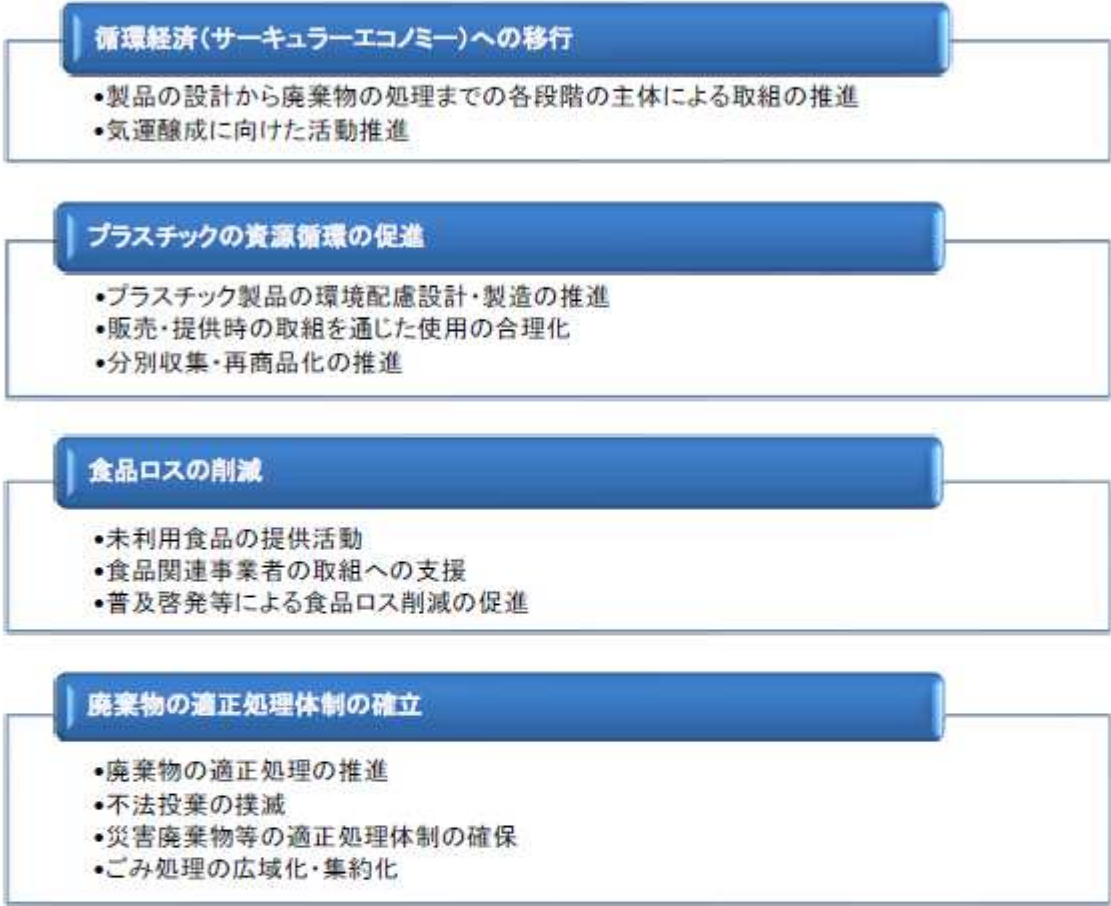 循環経済(サーキュラーエコノミー)への移行
•製品の設計から廃棄物の処理までの各段階の主体による取組の推進
•気運醸成に向けた活動推進
プラスチックの資源循環の促進
•プラスチック製品の環境配慮設計・製造の推進
•販売・提供時の取組を通じた使用の合理化
•分別収集・再商品化の推進
食品ロスの削減
•未利用食品の提供活動
•食品関連事業者の取組への支援
•普及啓発等による食品ロス削減の促進
廃棄物の適正処理体制の確立
•廃棄物の適正処理の推進
•不法投棄の撲滅
•災害廃棄物等の適正処理体制の確保
•ごみ処理の広域化・集約化